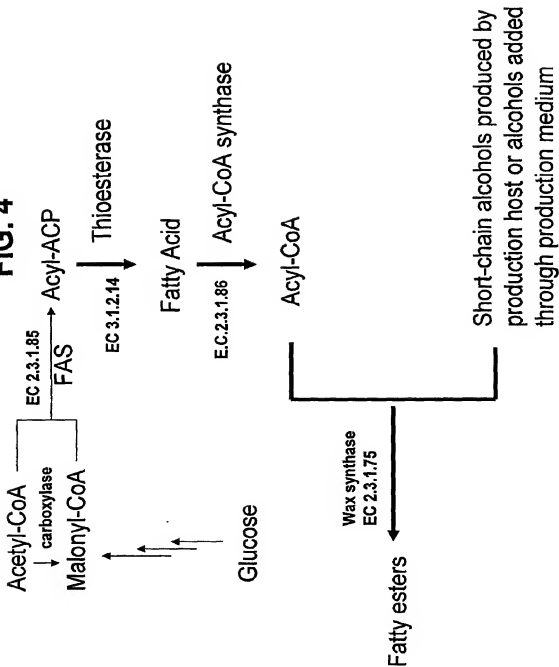 FIG. 4
Acetyl-CoA
carboxylase
Malonyl-CoA
Glucose
EC 2.3.1.85
FAS
Acyl-ACP
EC 3.1.2.14
Thioesterase
Fatty Acid
E.C.2.3.1.86
Acyl-CoA synthase
Acyl-CoA
Wax synthase
EC 2.3.1.75
Fatty esters
Short-chain alcohols produced by
production host or alcohols added
through production medium